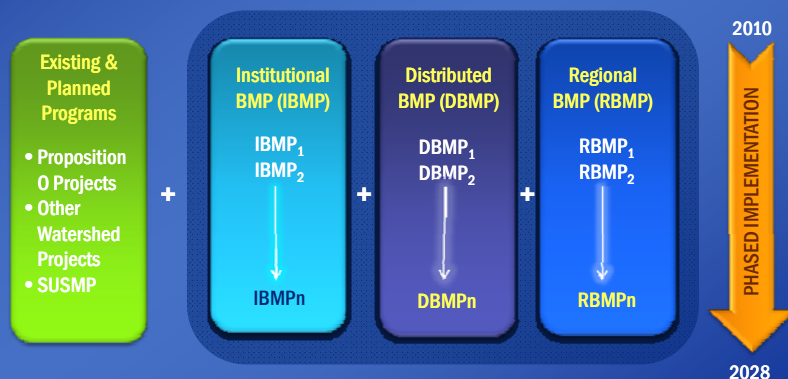 Existing &
Planned
Programs
• Proposition
O Projects
• Other
Watershed
Projects
• SUSMP
+
Institutional
BMP (IBMP)
IBMP1
IBMP2
IBMPn
+
Distributed
BMP (DBMP)
DBMP1
DBMP2
DBMPn
+
Regional
BMP (RBMP)
RBMP1
RBMP2
RBMPn
2010
PHASED IMPLEMENTATION
2028